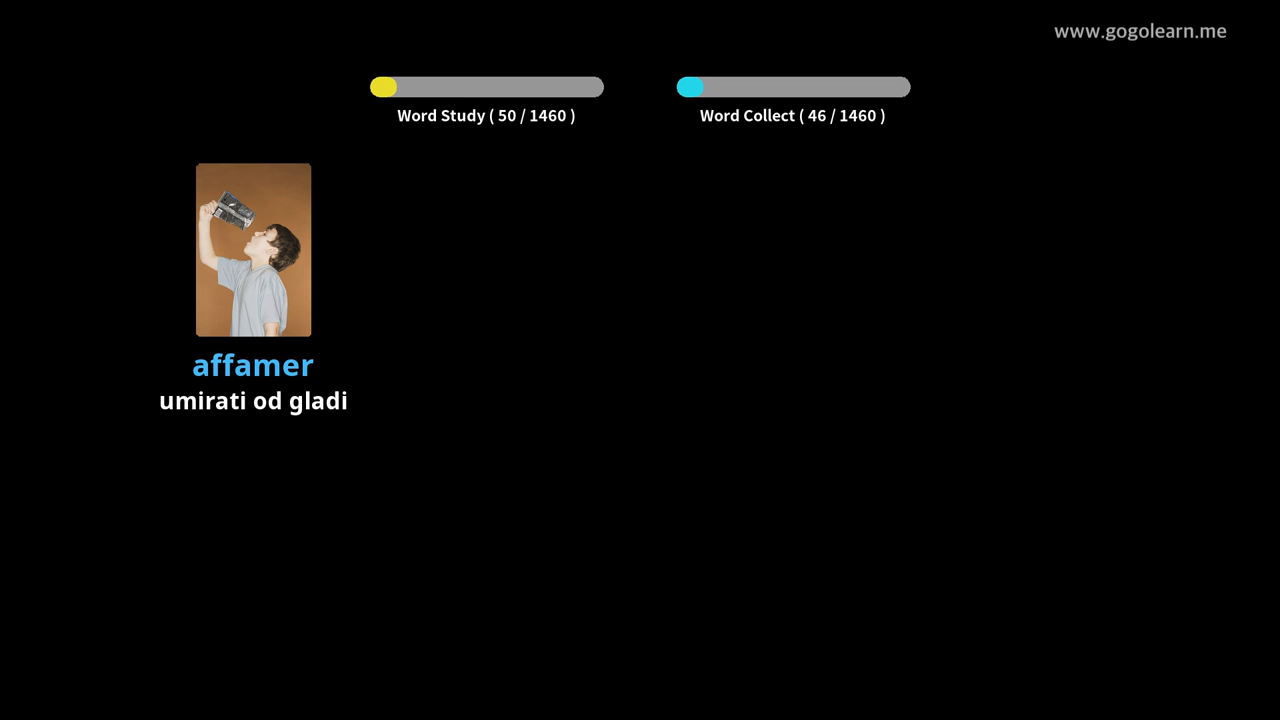 www.gogolearn.me
Word Study ( 50 / 1460 )
Word Collect ( 46 / 1460 )
affamer
umirati od gladi